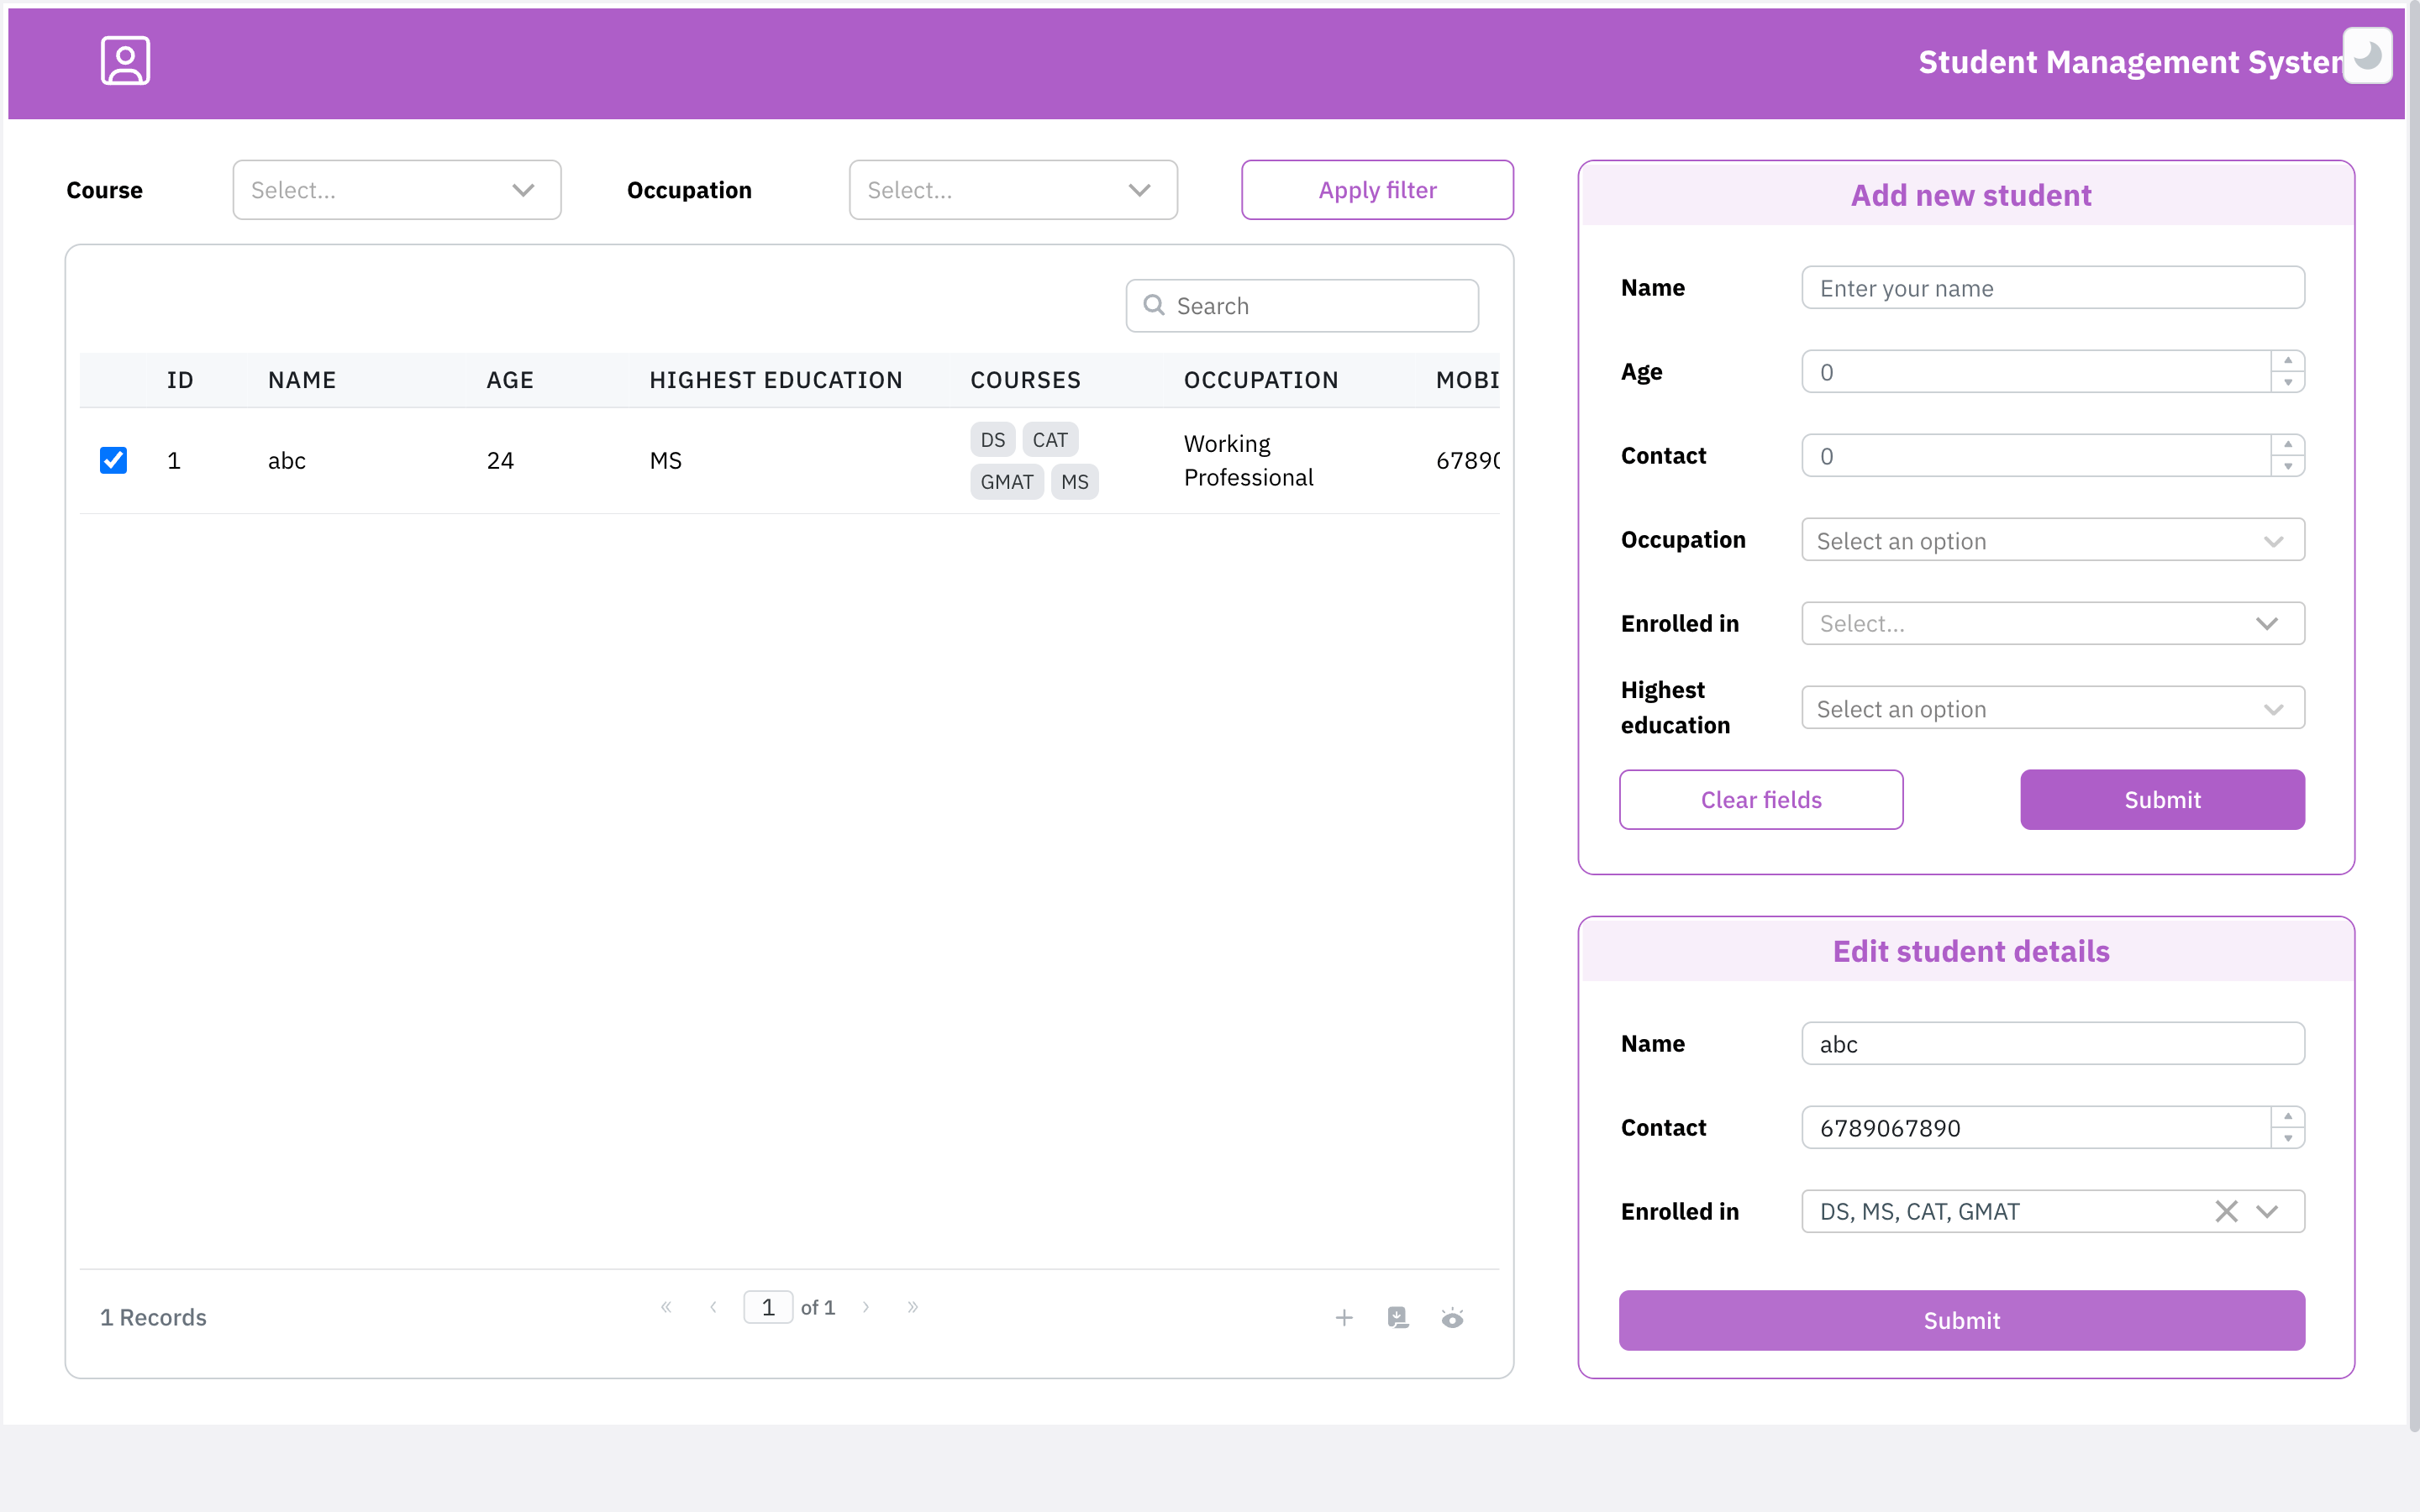 Student Management System
Course
Select...
Occupation
Select...
Apply filter
Search
ID NAME AGE HIGHEST EDUCATION COURSES OCCUPATION MOBI
1 abc 24 MS DS CAT GMAT MS Working Professional 67890
1 Records
« ‹ 1 of 1 › »
Add new student
Name
Enter your name
Age
0
Contact
0
Occupation
Select an option
Enrolled in
Select...
Highest
education
Select an option
Clear fields
Submit
Edit student details
Name
abc
Contact
6789067890
Enrolled in
DS, MS, CAT, GMAT
Submit